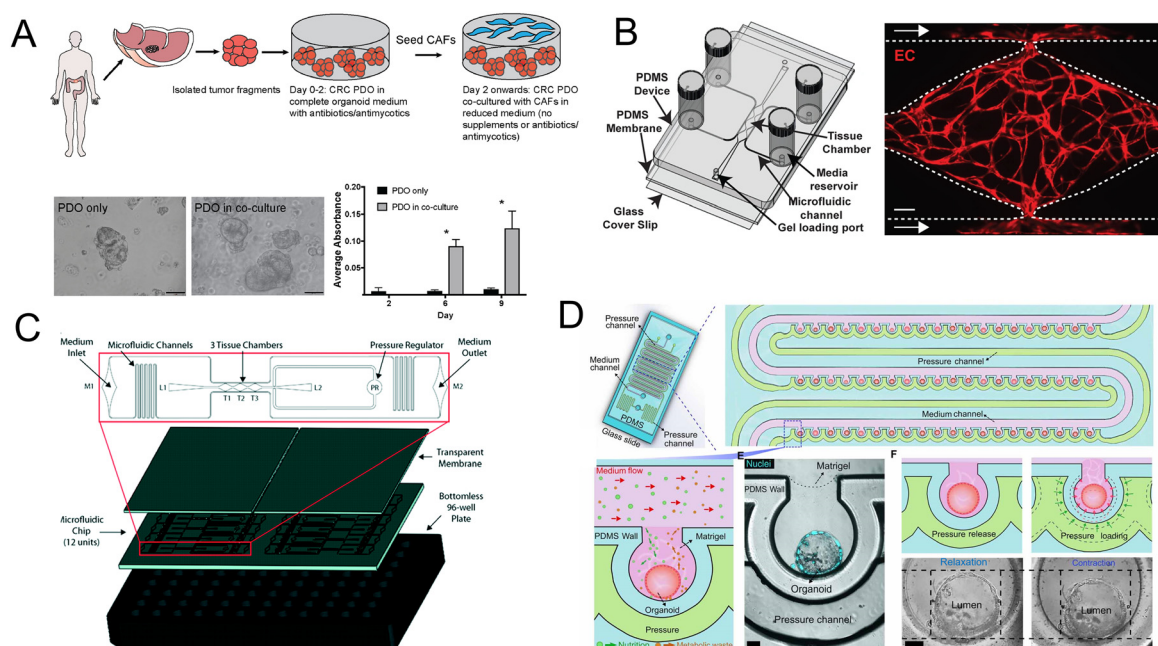 A
Isolated tumor fragments
Day 0-2: CRC PDO in
complete organoid medium
with antibiotics/antimycotics
Seed CAFs
Day 2 onwards: CRC PDO
co-cultured with CAFs in
reduced medium (no
supplements or antibiotics/
antimycotics)
PDO only
PDO in co-culture
Average Absorbance
0.20
0.15
0.10
0.05
PDO only
PDO in co-culture
*
*
2
6
9
Day
B
PDMS
Device
PDMS
Membrane
Glass
Cover Slip
Tissue
Chamber
Media
reservoir
Microfluidic
channel
Gel loading port
EC
C
Medium
Inlet
Microfluidic Channels
3 Tissue Chambers
Pressure Regulator
Medium
Outlet
M1
L1
T1
T2
T3
L2
PR
M2
Transparent
Membrane
Microfluidic
Chip
(12 units)
Bottomless
96-well
Plate
D
Pressure
channel
Medium
channel
PDMS
Glass slide
Pressure
channel
Pressure channel
Medium channel
Medium flow
PDMS Wall
Matrigel
Organoid
Pressure
Nutrition
Metabolic waste
E
Nuclei
Matrigel
PDMS Wall
Organoid
Pressure channel
F
Pressure release
Pressure loading
Relaxation
Lumen
Contraction
Lumen